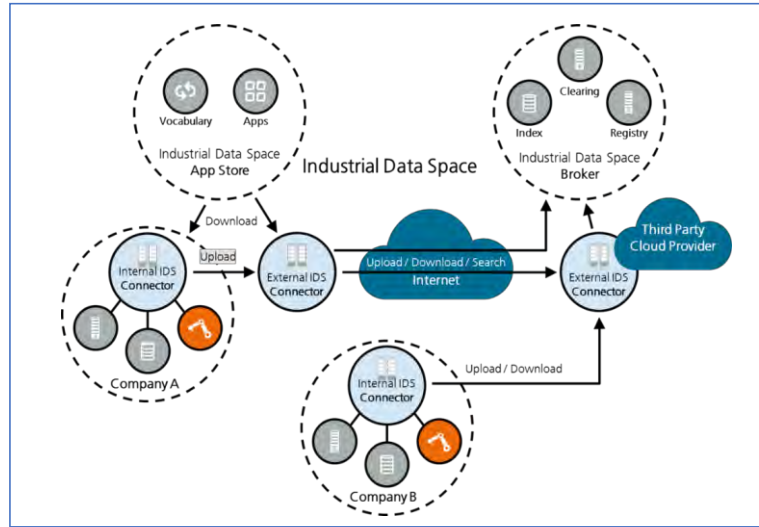 Vocabulary
Apps
Industrial Data Space
App Store
Clearing
Index
Registry
Industrial Data Space
Broker
Industrial Data Space
Download
Internal IDS
Connector
Upload
External IDS
Connector
Upload / Download / Search
Internet
Third Party
Cloud Provider
External IDS
Connector
Company A
Upload / Download
Internal IDS
Connector
Company B